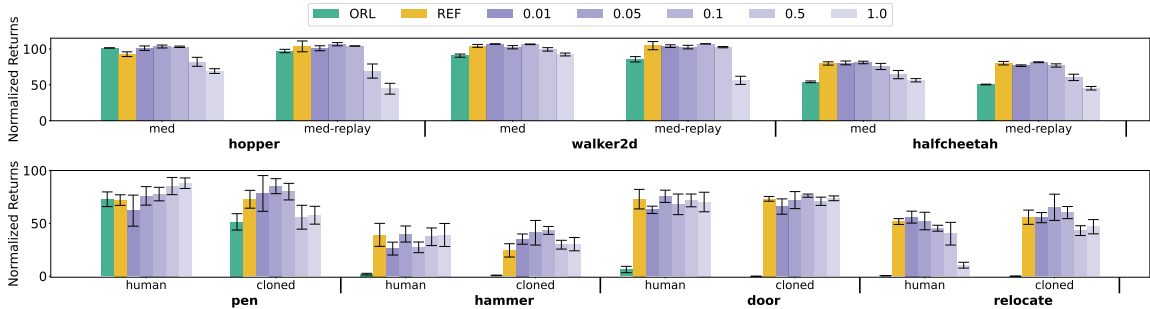 ORL REF 0.01 0.05 0.1 0.5 1.0
Normalized Returns
100
50
0
med med-replay med med-replay med med-replay
hopper walker2d halfcheetah
Normalized Returns
100
50
0
human cloned human cloned human cloned human cloned
pen hammer door relocate